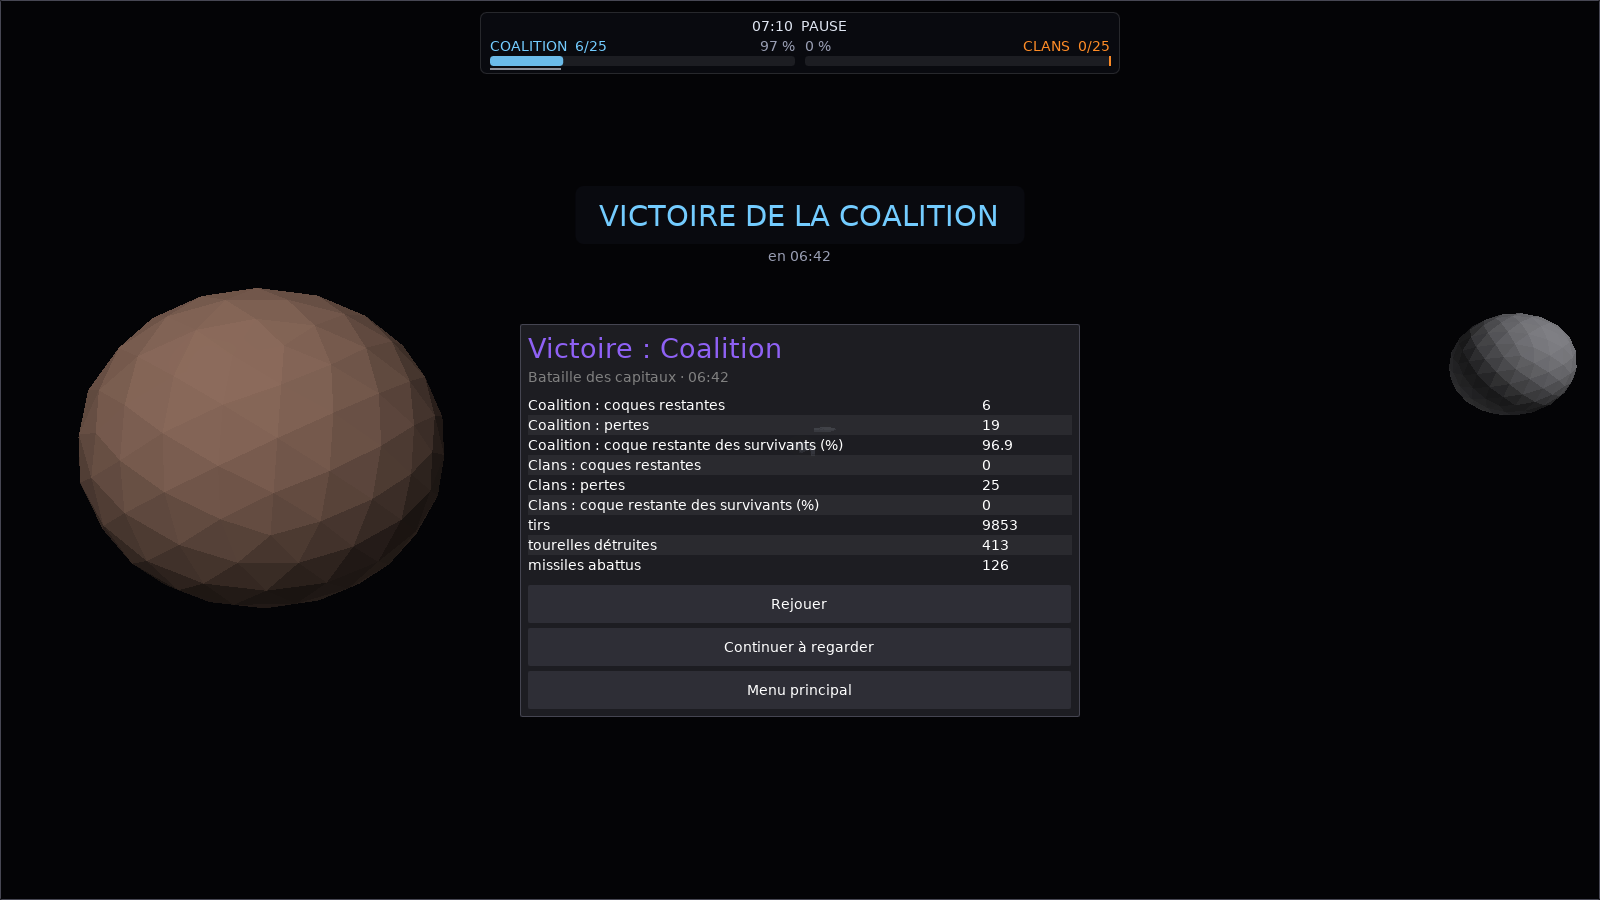 07:10 PAUSE
COALITION 6/25 97 % 0 % CLANS 0/25
VICTOIRE DE LA COALITION
en 06:42
Victoire : Coalition
Bataille des capitaux · 06:42
Coalition : coques restantes 6
Coalition : pertes 19
Coalition : coque restante des survivants (%) 96.9
Clans : coques restantes 0
Clans : pertes 25
Clans : coque restante des survivants (%) 0
tirs 9853
tourelles détruites 413
missiles abattus 126
Rejouer
Continuer à regarder
Menu principal